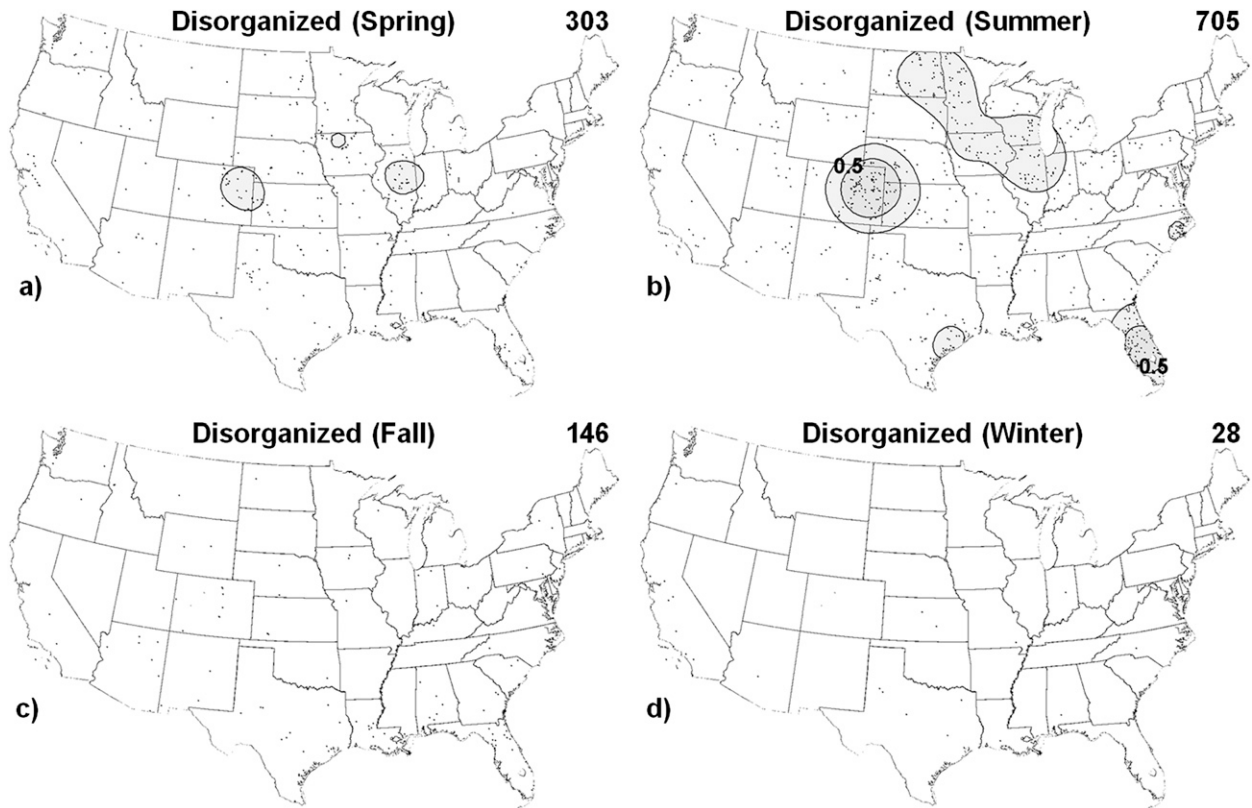 Disorganized (Spring) 303
Disorganized (Summer) 705
0.5
a)
b)
0.5
Disorganized (Fall) 146
Disorganized (Winter) 28
c)
d)